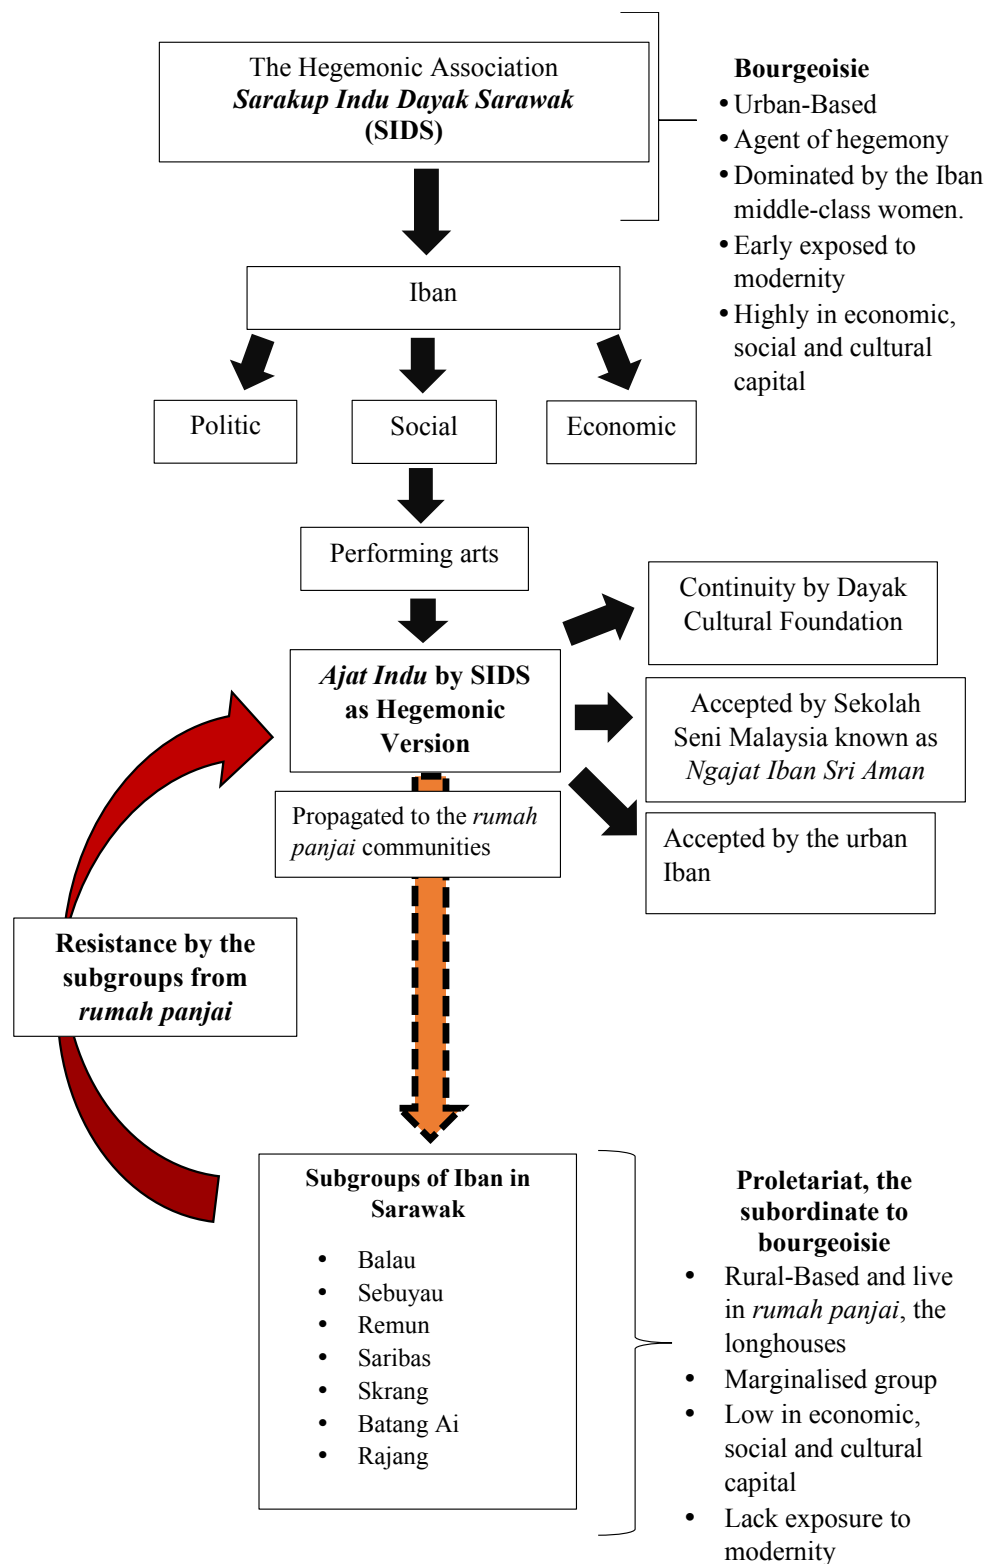 The Hegemonic Association
Sarakup Indu Dayak Sarawak
(SIDS)
Bourgeoisie
• Urban-Based
• Agent of hegemony
• Dominated by the Iban
middle-class women.
• Early exposed to
modernity
• Highly in economic,
social and cultural
capital
Iban
Politic
Social
Economic
Performing arts
Continuity by Dayak
Cultural Foundation
Ajat Indu by SIDS
as Hegemonic
Version
Accepted by Sekolah
Seni Malaysia known as
Ngajat Iban Sri Aman
Propagated to the rumah
panjai communities
Accepted by the urban
Iban
Resistance by the
subgroups from
rumah panjai
Subgroups of Iban in
Sarawak
• Balau
• Sebuyau
• Remun
• Saribas
• Skrang
• Batang Ai
• Rajang
Proletariat, the
subordinate to
bourgeoisie
• Rural-Based and live
in rumah panjai, the
longhouses
• Marginalised group
• Low in economic,
social and cultural
capital
• Lack exposure to
modernity